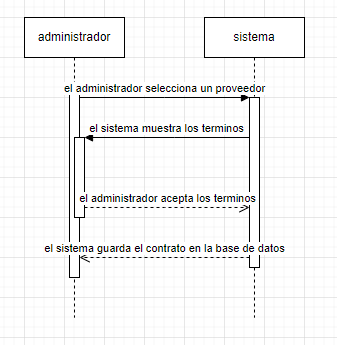 administrador
sistema
el administrador selecciona un proveedor
el sistema muestra los terminos
el administrador acepta los terminos
el sistema guarda el contrato en la base de datos